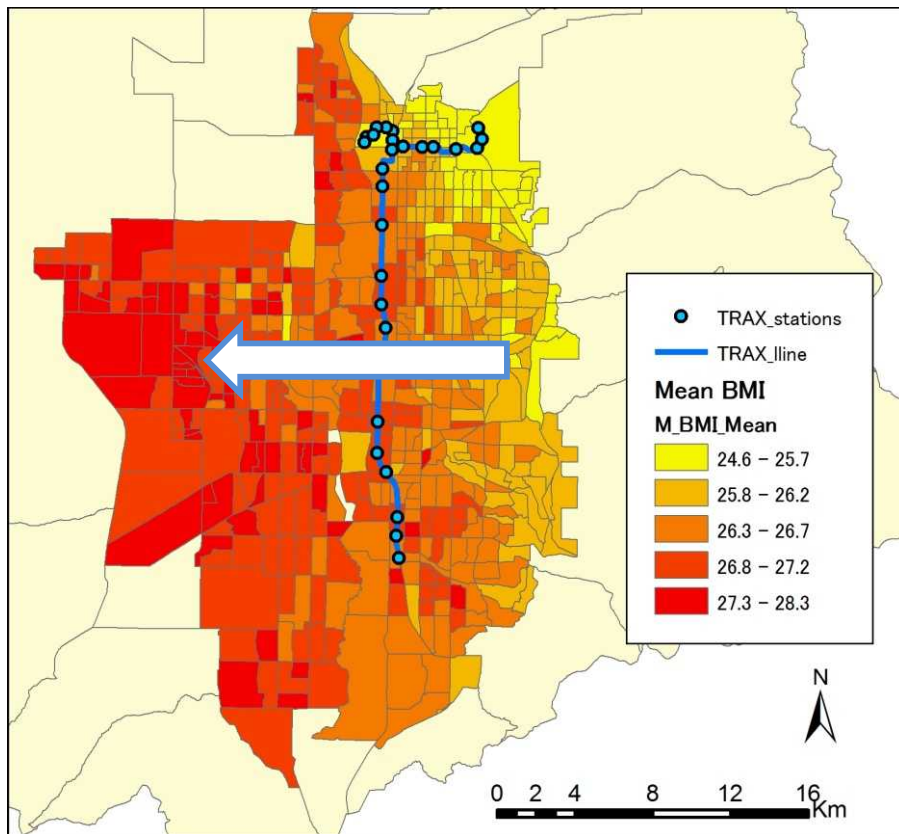 TRAX_stations
TRAX_lline
Mean BMI
M_BMI_Mean
24.6 – 25.7
25.8 – 26.2
26.3 – 26.7
26.8 – 27.2
27.3 – 28.3
N
0 2 4 8 12 16
Km